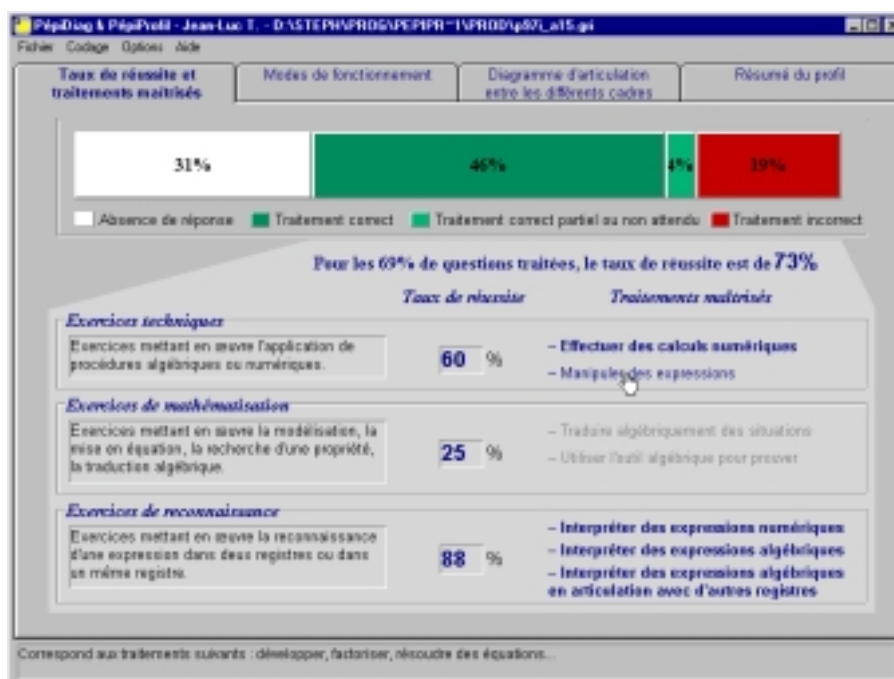 PépiDiag & PépiProfil - Jean-Luc T. - D:\STEPH\PROG\PEPIPR~1\PROD\p97i_a15.gri
Fichier Codage Options Aide
Taux de réussite et
traitements maîtrisés
Modes de fonctionnement
Diagramme d'articulation
entre les différents cadres
Résumé du profil
31% 46% 4% 19%
Absence de réponse Traitement correct Traitement correct partiel ou non attendu Traitement incorrect
Pour les 69% de questions traitées, le taux de réussite est de 73%
Taux de réussite Traitements maîtrisés
Exercices techniques
Exercices mettant en œuvre l'application de
procédures algébriques ou numériques.
60 %
– Effectuer des calculs numériques
– Manipuler des expressions
Exercices de mathématisation
Exercices mettant en œuvre la modélisation, la
mise en équation, la recherche d'une propriété,
la traduction algébrique.
25 %
– Traduire algébriquement des situations
– Utiliser l'outil algébrique pour prouver
Exercices de reconnaissance
Exercices mettant en œuvre la reconnaissance
d'une expression dans deux registres ou dans
un même registre.
88 %
– Interpréter des expressions numériques
– Interpréter des expressions algébriques
– Interpréter des expressions algébriques
en articulation avec d'autres registres
Correspond aux traitements suivants : développer, factoriser, résoudre des équations...